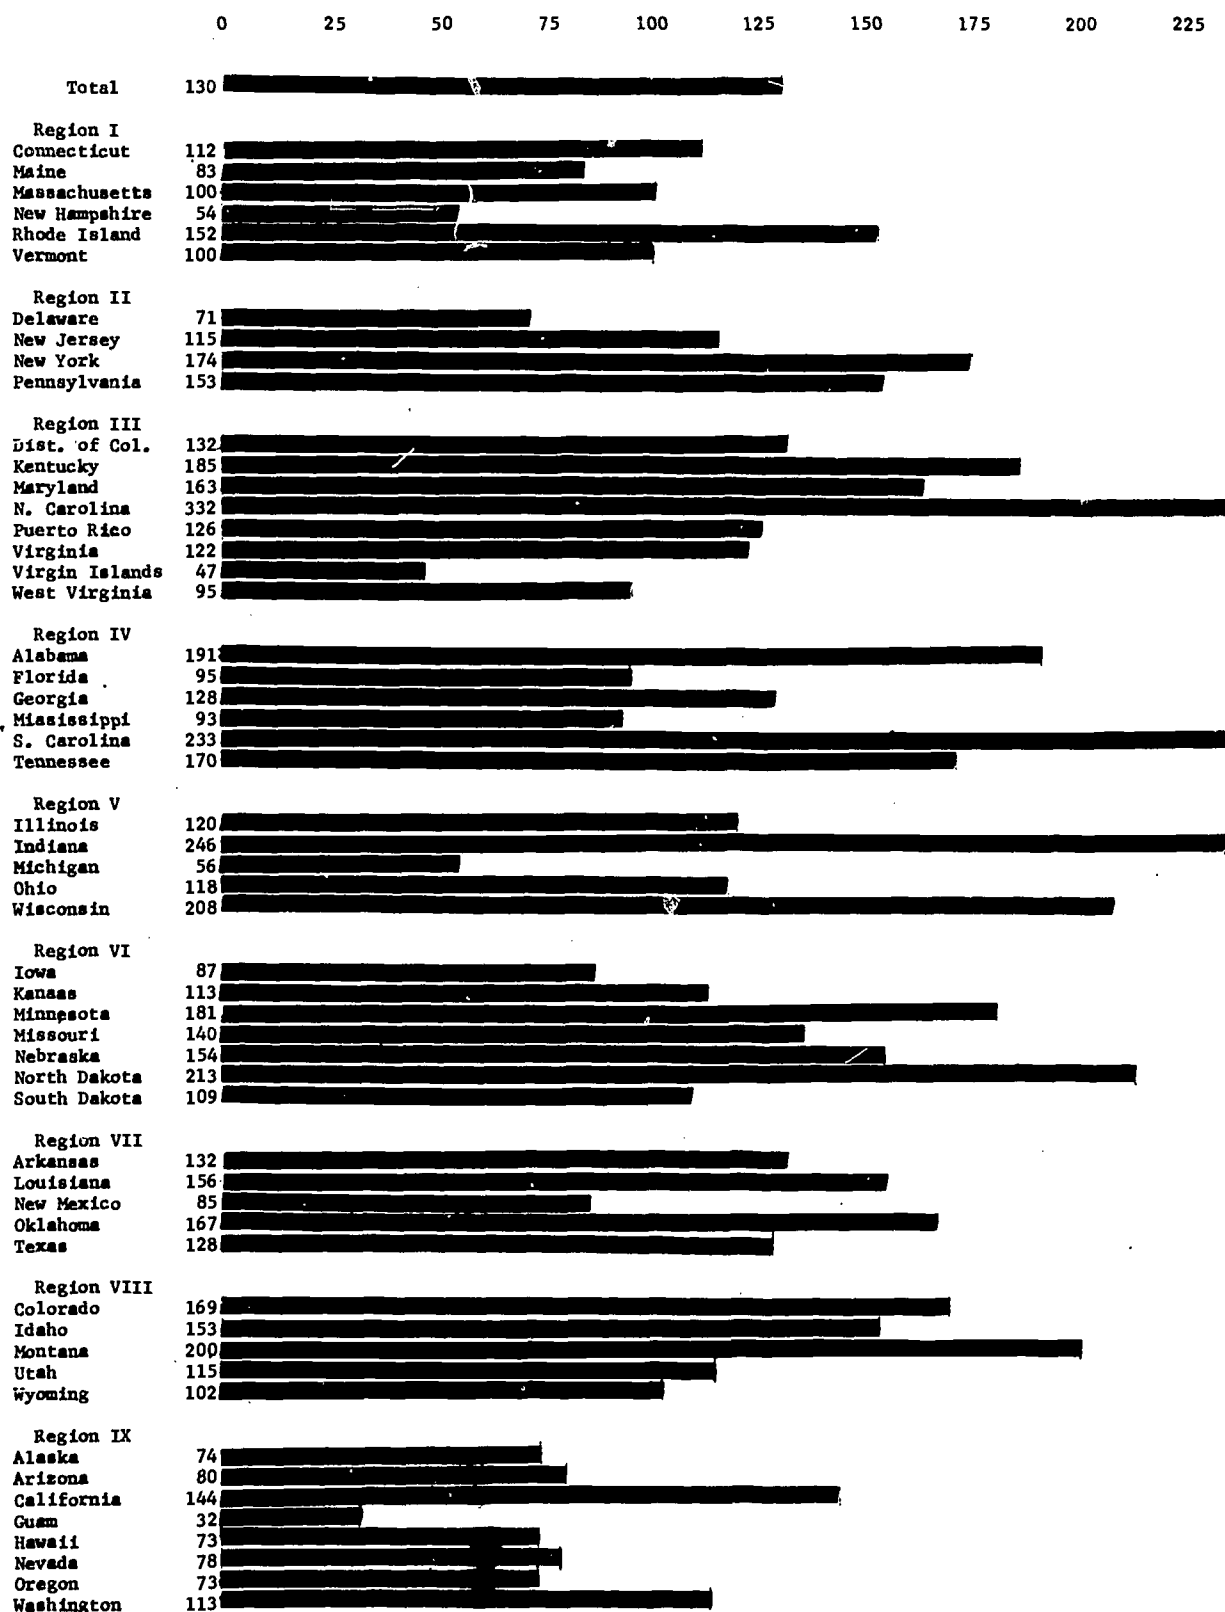 0 25 50 75 100 125 150 175 200 225
Total 130
Region I
Connecticut 112
Maine 83
Massachusetts 100
New Hampshire 54
Rhode Island 152
Vermont 100
Region II
Delaware 71
New Jersey 115
New York 174
Pennsylvania 153
Region III
Dist. of Col. 132
Kentucky 185
Maryland 163
N. Carolina 332
Puerto Rico 126
Virginia 122
Virgin Islands 47
West Virginia 95
Region IV
Alabama 191
Florida 95
Georgia 128
Mississippi 93
S. Carolina 233
Tennessee 170
Region V
Illinois 120
Indiana 246
Michigan 56
Ohio 118
Wisconsin 208
Region VI
Iowa 87
Kansas 113
Minnesota 181
Missouri 140
Nebraska 154
North Dakota 213
South Dakota 109
Region VII
Arkansas 132
Louisiana 156
New Mexico 85
Oklahoma 167
Texas 128
Region VIII
Colorado 169
Idaho 153
Montana 200
Utah 115
Wyoming 102
Region IX
Alaska 74
Arizona 80
California 144
Guam 32
Hawaii 73
Nevada 78
Oregon 73
Washington 113